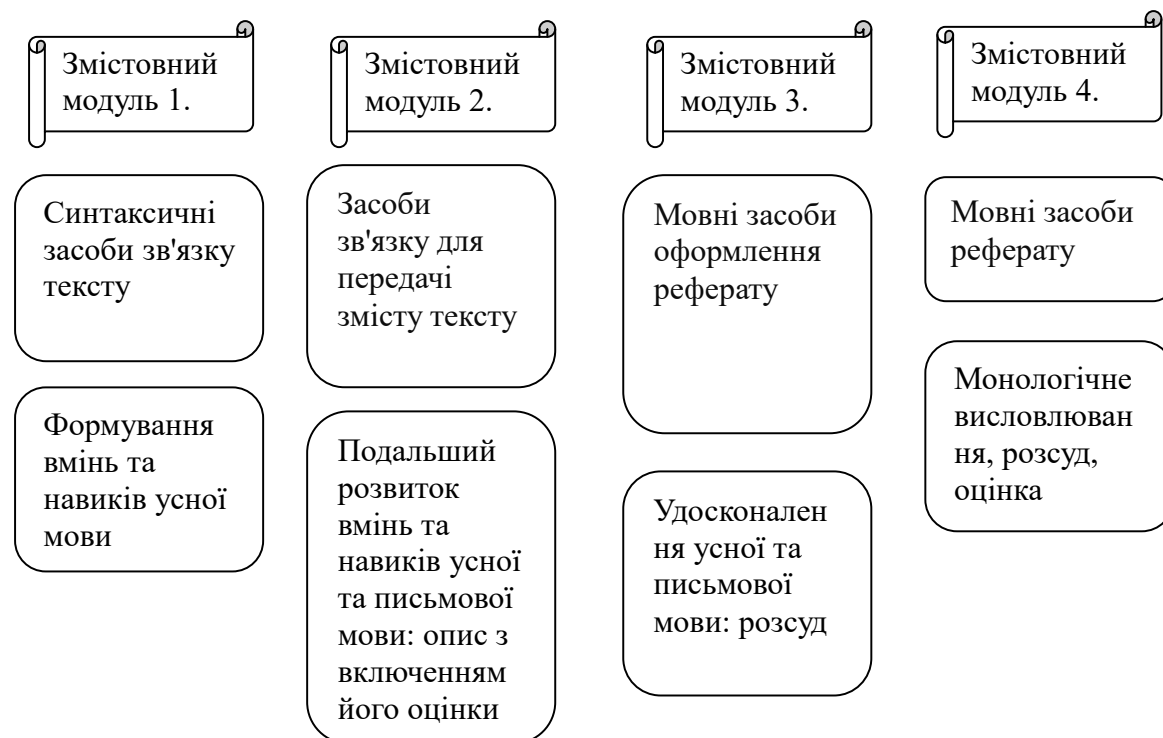 Змістовний
модуль 1.
Змістовний
модуль 2.
Змістовний
модуль 3.
Змістовний
модуль 4.
Синтаксичні
засоби зв'язку
тексту
Засоби
зв'язку для
передачі
змісту тексту
Мовні засоби
оформлення
реферату
Мовні засоби
реферату
Формування
вмінь та
навиків усної
мови
Подальший
розвиток
вмінь та
навиків усної
та письмової
мови: опис з
включенням
його оцінки
Удосконален
ня усної та
письмової
мови: розсуд
Монологічне
висловлюван
ня, розсуд,
оцінка